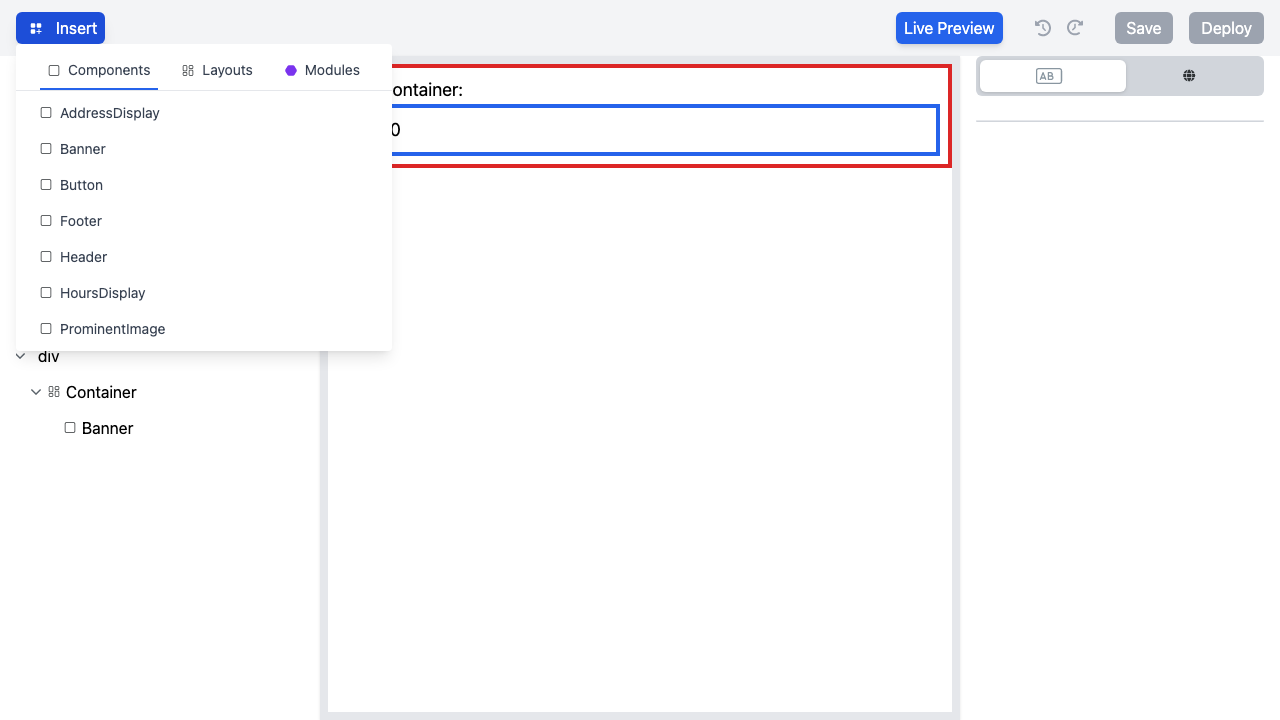 Insert
Live Preview
Save
Deploy
Components
Layouts
Modules
AB
ontainer:
AddressDisplay
0
Banner
Button
Footer
Header
HoursDisplay
ProminentImage
div
Container
Banner